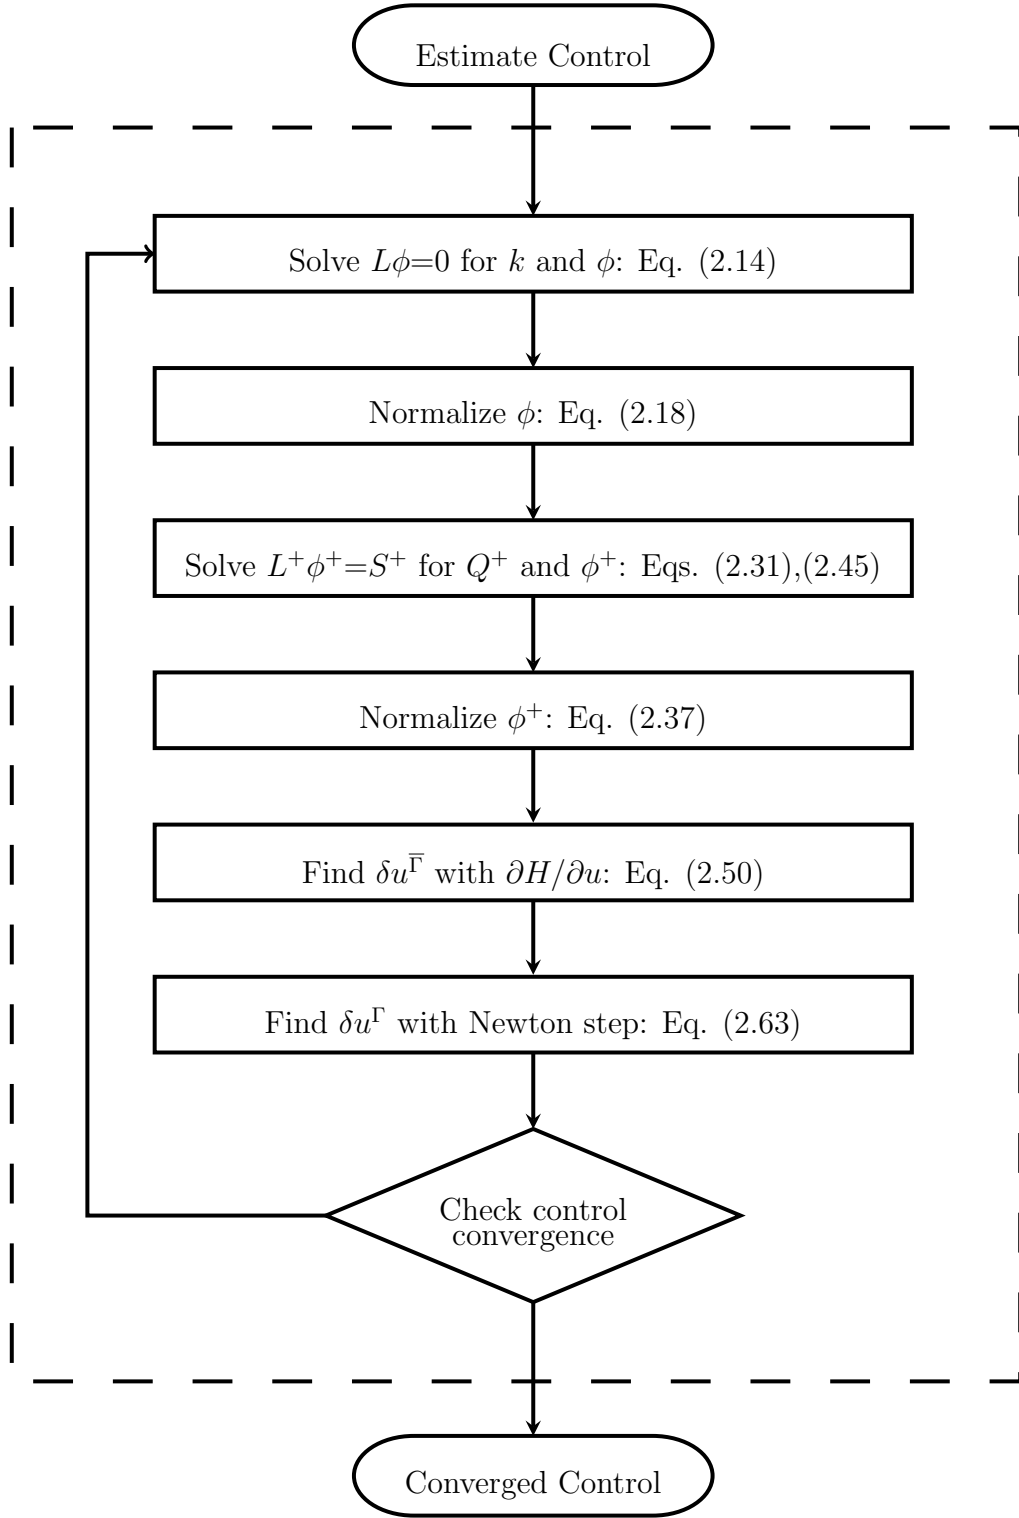 Estimate Control
Solve Lϕ=0 for k and ϕ: Eq. (2.14)
Normalize ϕ: Eq. (2.18)
Solve L⁺ϕ⁺=S⁺ for Q⁺ and ϕ⁺: Eqs. (2.31),(2.45)
Normalize ϕ⁺: Eq. (2.37)
Find δu^Γ̅ with ∂H/∂u: Eq. (2.50)
Find δu^Γ with Newton step: Eq. (2.63)
Check control
convergence
Converged Control